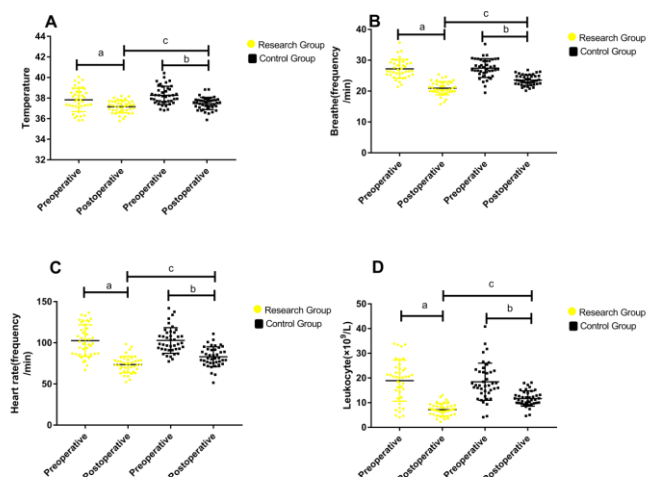 A
c
a
b
Research Group
Control Group
Temperature
42
40
38
36
34
32
Preoperative
Postoperative
Preoperative
Postoperative
B
c
a
b
Research Group
Control Group
Breathe(frequency
/min)
40
30
20
10
0
Preoperative
Postoperative
Preoperative
Postoperative
C
c
a
b
Research Group
Control Group
Heart rate(frequency
/min)
150
100
50
0
Preoperative
Postoperative
Preoperative
Postoperative
D
c
a
b
Research Group
Control Group
Leukocyte(×10⁹/L)
50
40
30
20
10
0
Preoperative
Postoperative
Preoperative
Postoperative